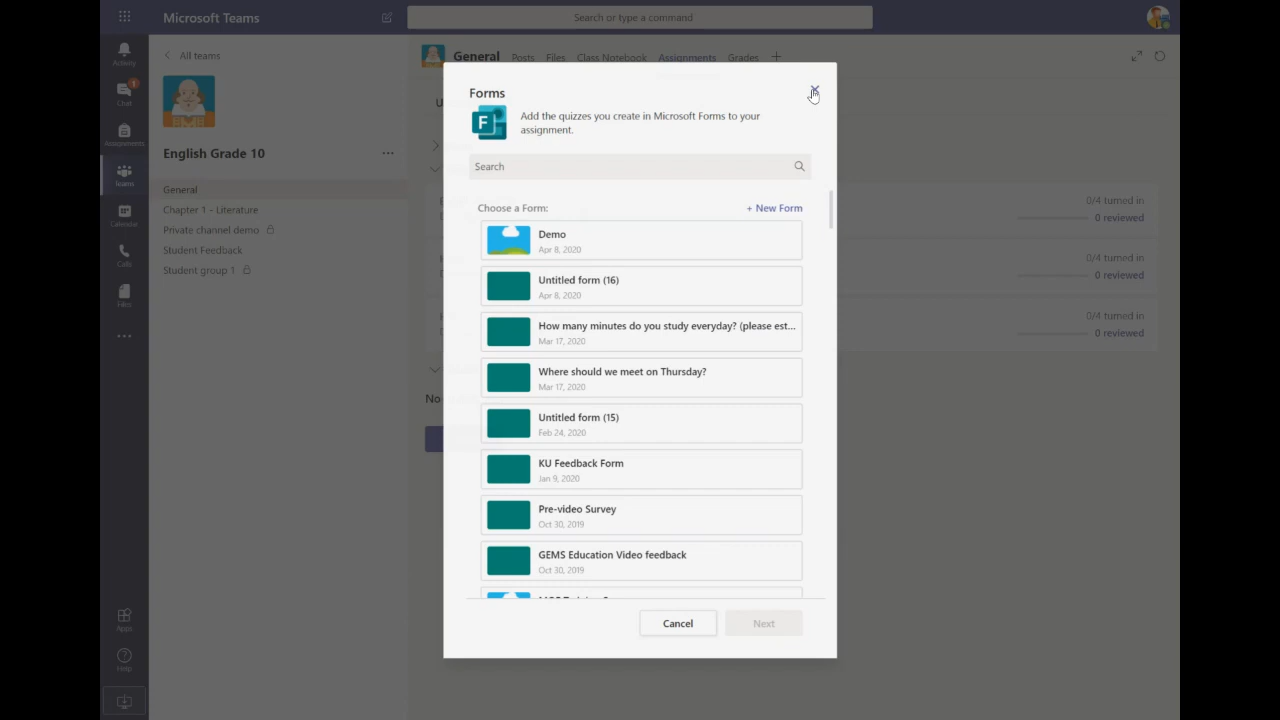 Microsoft Teams
Search or type a command
Activity
Chat
1
Assignments
Teams
Calendar
Calls
Files
Apps
Help
All teams
English Grade 10
General
Chapter 1 - Literature
Private channel demo
Student Feedback
Student group 1
General Posts Files Class Notebook Assignments Grades
Forms
F
Add the quizzes you create in Microsoft Forms to your
assignment.
Search
Choose a Form:
+ New Form
Demo
Apr 8, 2020
Untitled form (16)
Apr 8, 2020
How many minutes do you study everyday? (please est...
Mar 17, 2020
Where should we meet on Thursday?
Mar 17, 2020
Untitled form (15)
Feb 24, 2020
KU Feedback Form
Jan 9, 2020
Pre-video Survey
Oct 30, 2019
GEMS Education Video feedback
Oct 30, 2019
Cancel
Next
0/4 turned in
0 reviewed
0/4 turned in
0 reviewed
0/4 turned in
0 reviewed
No